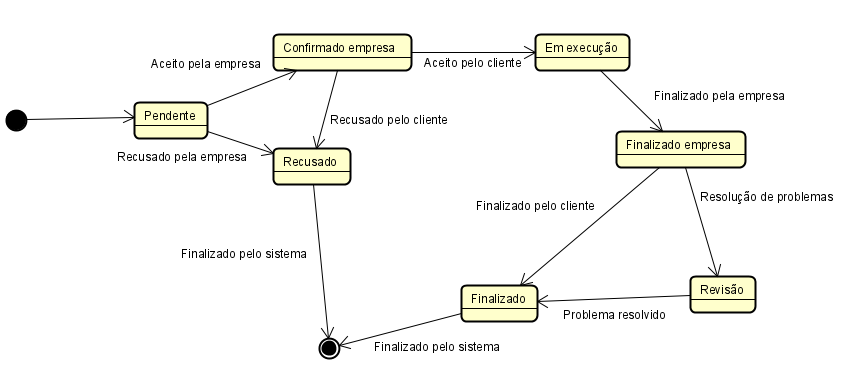 Confirmado empresa
Em execução
Aceito pela empresa
Aceito pelo cliente
Finalizado pela empresa
Pendente
Recusado pelo cliente
Finalizado empresa
Recusado pela empresa
Recusado
Resolução de problemas
Finalizado pelo cliente
Finalizado pelo sistema
Revisão
Finalizado
Problema resolvido
Finalizado pelo sistema